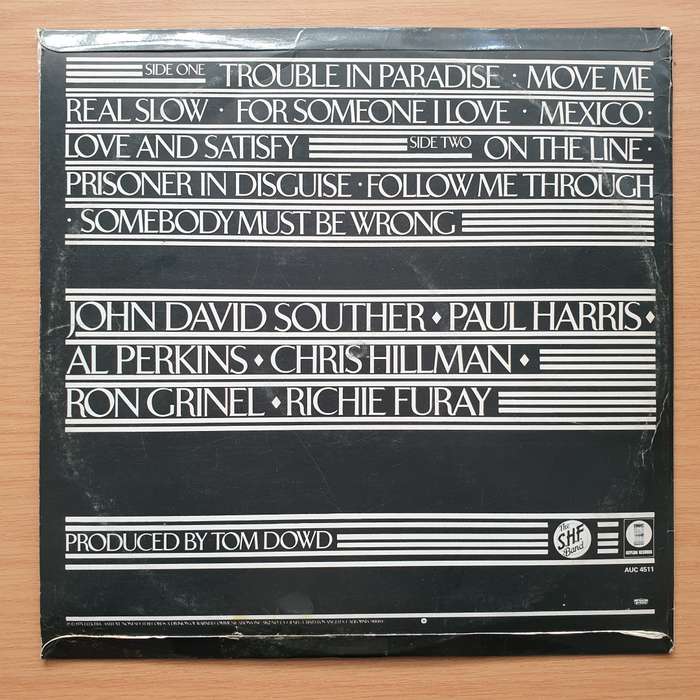 SIDE ONE TROUBLE IN PARADISE · MOVE ME
REAL SLOW · FOR SOMEONE I LOVE · MEXICO ·
LOVE AND SATISFY SIDE TWO ON THE LINE ·
PRISONER IN DISGUISE · FOLLOW ME THROUGH
· SOMEBODY MUST BE WRONG
JOHN DAVID SOUTHER ♦ PAUL HARRIS ♦
AL PERKINS ♦ CHRIS HILLMAN ♦
RON GRINEL ♦ RICHIE FURAY
PRODUCED BY TOM DOWD
The
S.H.F.
Band
ASYLUM RECORDS
AUC 4511